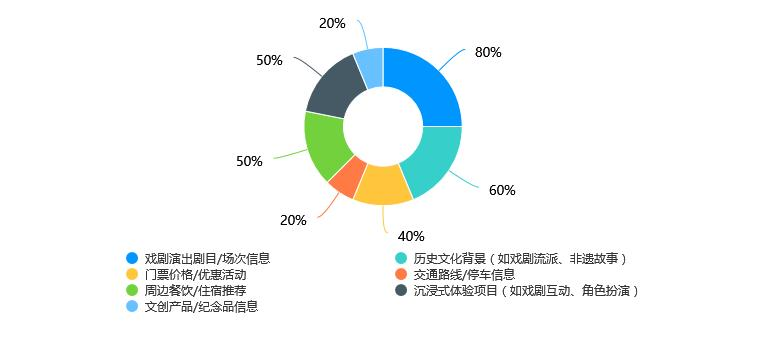 20%
80%
50%
50%
60%
20%
40%
戏剧演出剧目/场次信息
历史文化背景（如戏剧流派、非遗故事）
门票价格/优惠活动
交通路线/停车信息
周边餐饮/住宿推荐
沉浸式体验项目（如戏剧互动、角色扮演）
文创产品/纪念品信息